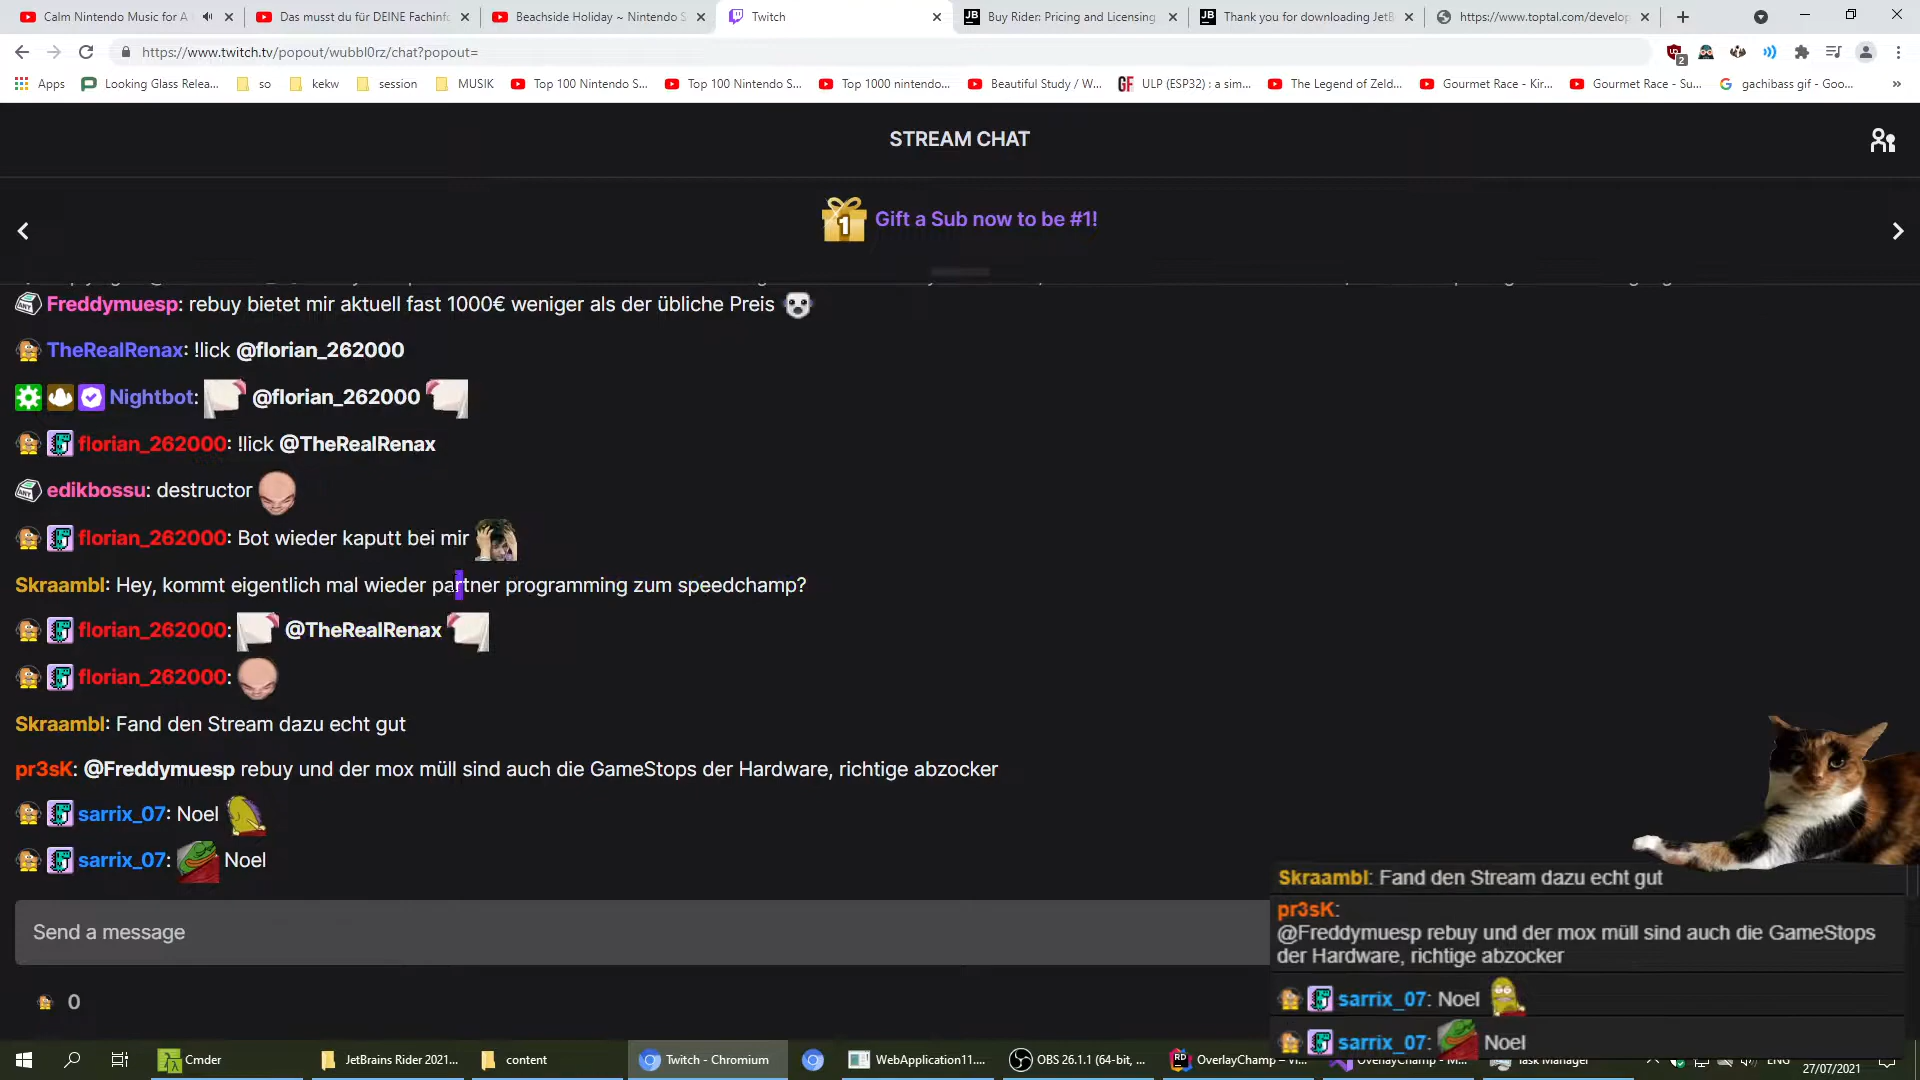 Calm Nintendo Music for A
Das musst du für DEINE Fachinfo
Beachside Holiday ~ Nintendo S
Twitch
Buy Rider: Pricing and Licensing
Thank you for downloading JetB
https://www.toptal.com/develop
https://www.twitch.tv/popout/wubbl0rz/chat?popout=
2
Apps
Looking Glass Relea...
so
kekw
session
MUSIK
Top 100 Nintendo S...
Top 100 Nintendo S...
Top 1000 nintendo...
Beautiful Study / W...
ULP (ESP32) : a sim...
The Legend of Zeld...
Gourmet Race - Kir...
Gourmet Race - Su...
gachibass gif - Goo...
STREAM CHAT
1 Gift a Sub now to be #1!
Freddymuesp: rebuy bietet mir aktuell fast 1000€ weniger als der übliche Preis
TheRealRenax: !lick @florian_262000
Nightbot: @florian_262000
florian_262000: !lick @TheRealRenax
edikbossu: destructor
florian_262000: Bot wieder kaputt bei mir
Skraambl: Hey, kommt eigentlich mal wieder partner programming zum speedchamp?
florian_262000: @TheRealRenax
florian_262000:
Skraambl: Fand den Stream dazu echt gut
pr3sK: @Freddymuesp rebuy und der mox müll sind auch die GameStops der Hardware, richtige abzocker
sarrix_07: Noel
sarrix_07: Noel
Send a message
0
Skraambl: Fand den Stream dazu echt gut
pr3sK:
@Freddymuesp rebuy und der mox müll sind auch die GameStops
der Hardware, richtige abzocker
sarrix_07: Noel
sarrix_07: Noel
Cmder
JetBrains Rider 2021...
content
Twitch - Chromium
WebApplication11....
OBS 26.1.1 (64-bit, ...
OverlayChamp – Vi...
OverlayChamp - M...
Task Manager
ENG
27/07/2021